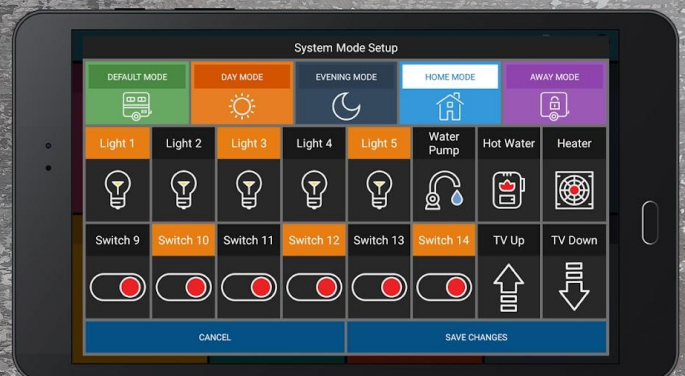 System Mode Setup
DEFAULT MODE
DAY MODE
EVENING MODE
HOME MODE
AWAY MODE
Light 1
Light 2
Light 3
Light 4
Light 5
Water
Pump
Hot Water
Heater
Switch 9
Switch 10
Switch 11
Switch 12
Switch 13
Switch 14
TV Up
TV Down
CANCEL
SAVE CHANGES